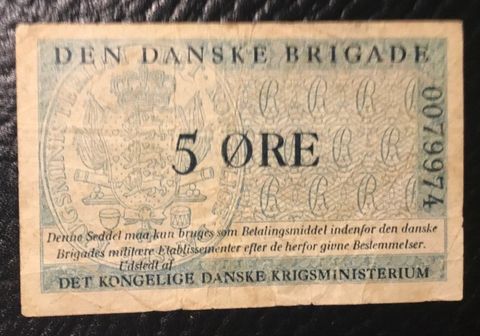 DEN DANSKE BRIGADE
5 ØRE
0079974
Denne Seddel maa kun bruges som Betalingsmiddel indenfor den danske
Brigades militære Etablissementer efter de herfor givne Bestemmelser.
Udstedt af
DET KONGELIGE DANSKE KRIGSMINISTERIUM